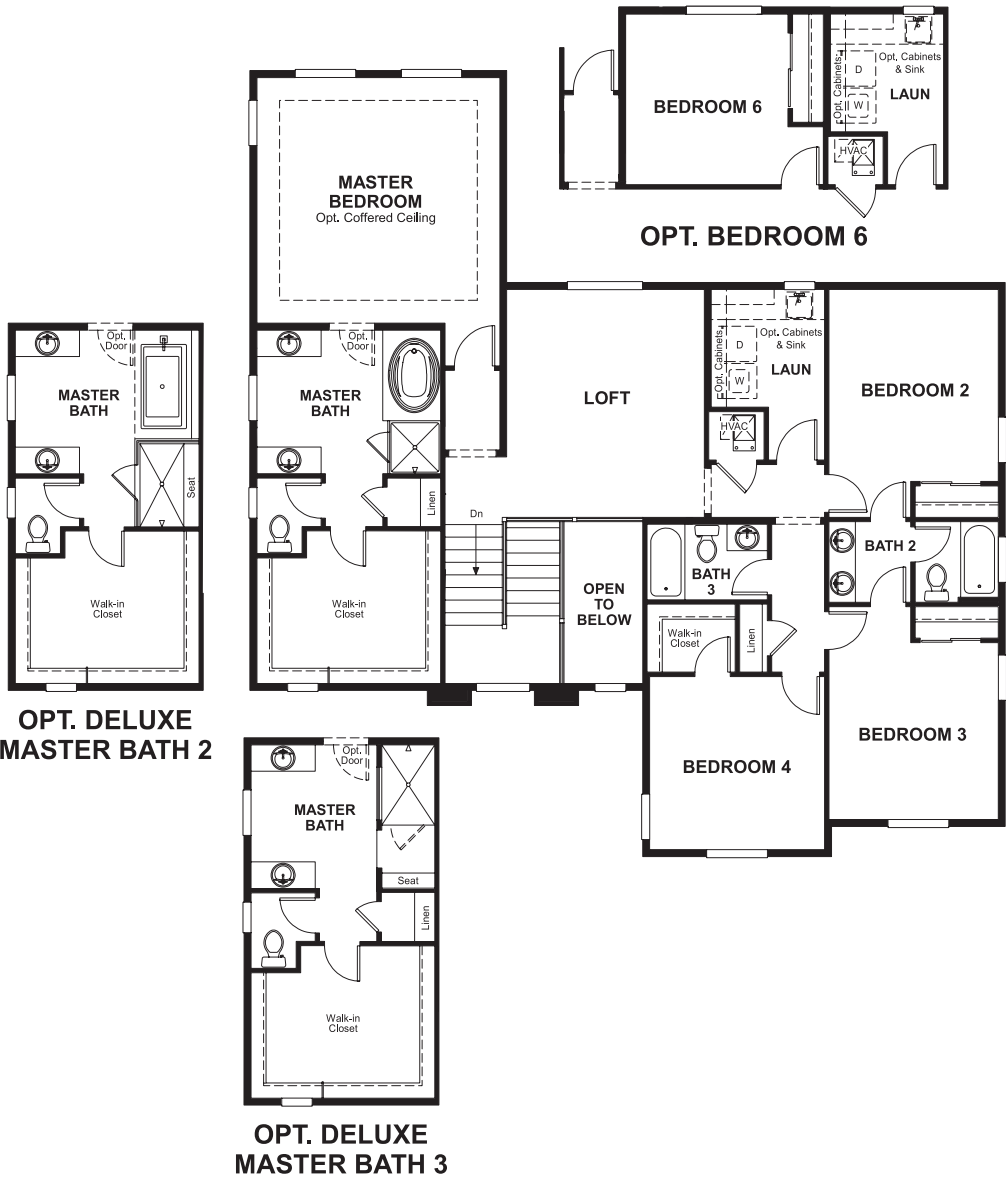 BEDROOM 6
Opt. Cabinets
D
W
Opt. Cabinets
& Sink
LAUN
HVAC
OPT. BEDROOM 6
MASTER
BEDROOM
Opt. Coffered Ceiling
Opt.
Door
MASTER
BATH
Seat
Walk-in
Closet
OPT. DELUXE
MASTER BATH 2
Opt.
Door
MASTER
BATH
Linen
Walk-in
Closet
Dn
LOFT
OPEN
TO
BELOW
Opt. Cabinets
D
W
Opt. Cabinets
& Sink
LAUN
HVAC
BEDROOM 2
BATH 2
BATH
3
Walk-in
Closet
Linen
BEDROOM 3
BEDROOM 4
Opt.
Door
MASTER
BATH
Seat
Linen
Walk-in
Closet
OPT. DELUXE
MASTER BATH 3